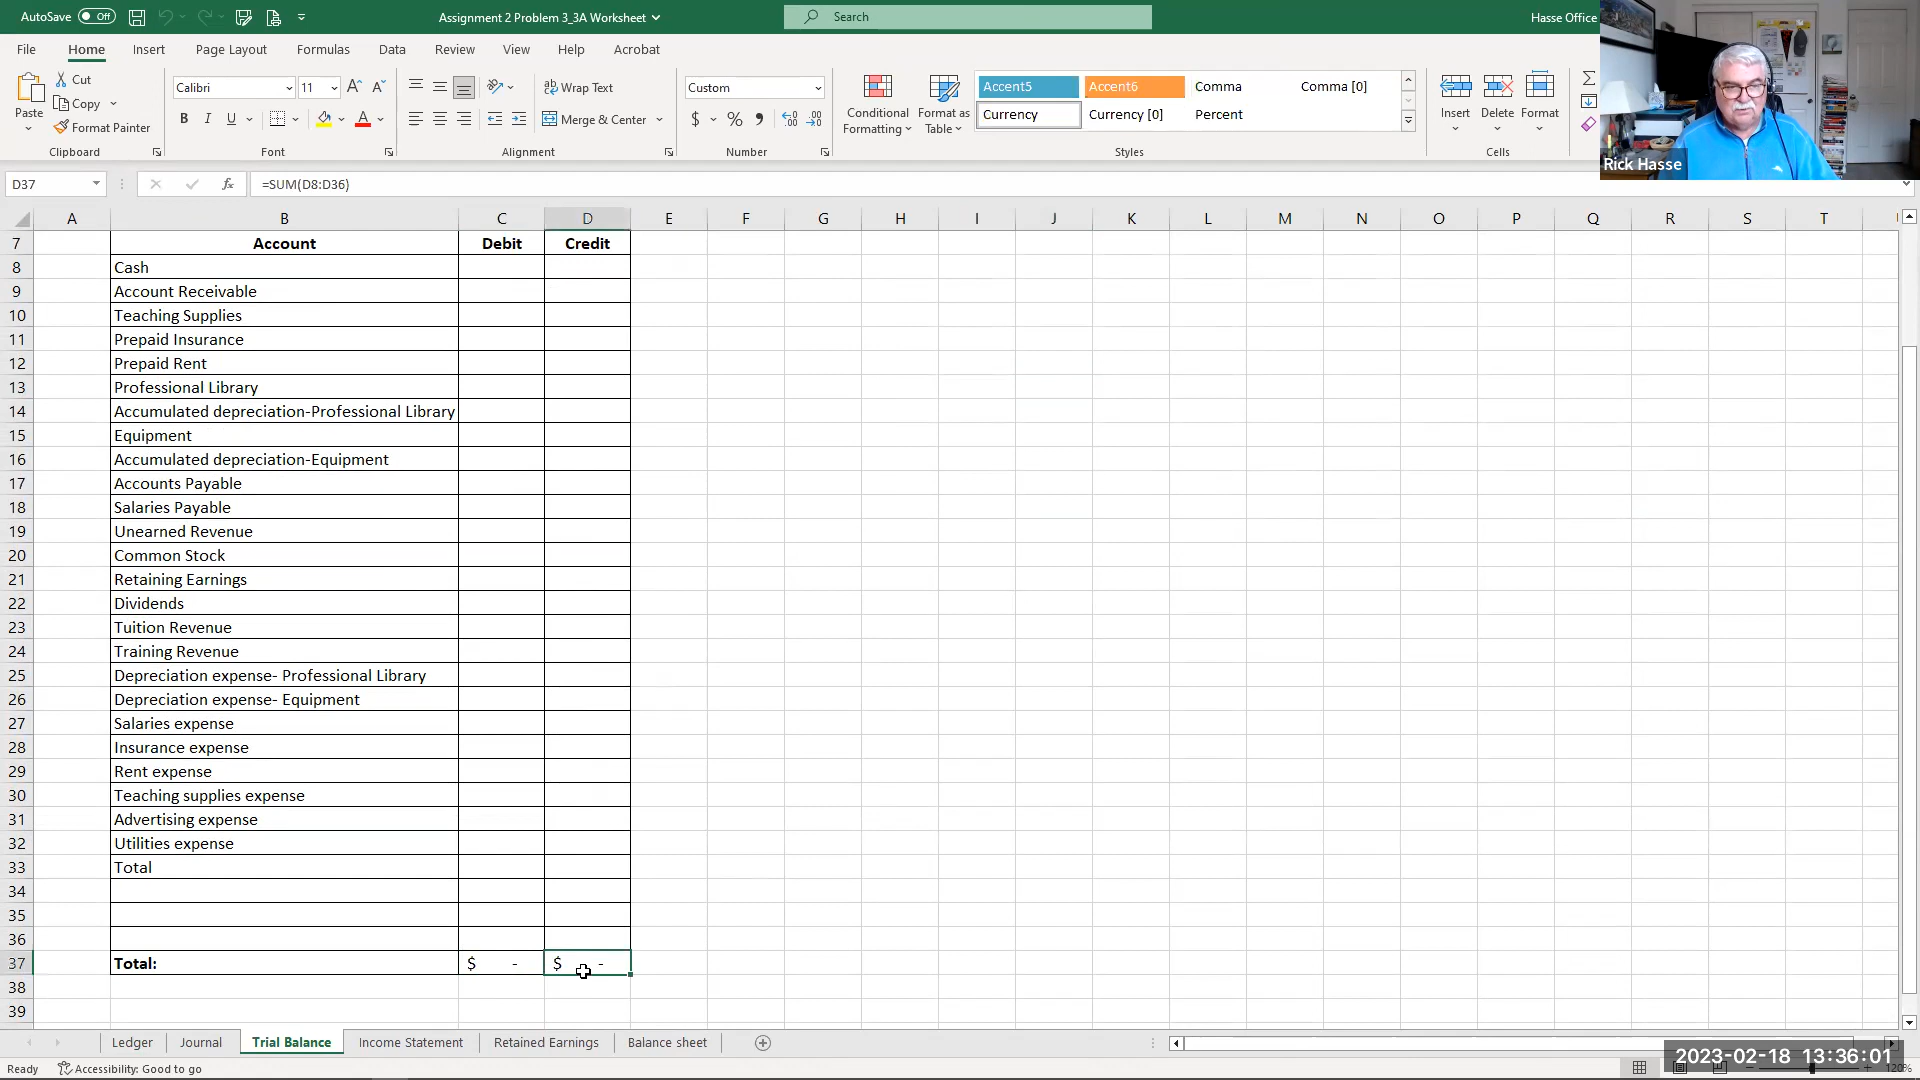 AutoSave Off Assignment 2 Problem 3_3A Worksheet Search Hasse Office
File Home Insert Page Layout Formulas Data Review View Help Acrobat
Paste Cut Copy Format Painter Clipboard
Calibri 11 B I U Font
Wrap Text Merge & Center Alignment
Custom $ % Number
Conditional Formatting Format as Table
Accent5 Accent6 Comma Comma [0]
Currency Currency [0] Percent
Styles
Insert Delete Format Cells
Rick Hasse
D37 fx =SUM(D8:D36)
A B C D E F G H I J K L M N O P Q R S T
7 Account Debit Credit
8 Cash
9 Account Receivable
10 Teaching Supplies
11 Prepaid Insurance
12 Prepaid Rent
13 Professional Library
14 Accumulated depreciation-Professional Library
15 Equipment
16 Accumulated depreciation-Equipment
17 Accounts Payable
18 Salaries Payable
19 Unearned Revenue
20 Common Stock
21 Retaining Earnings
22 Dividends
23 Tuition Revenue
24 Training Revenue
25 Depreciation expense- Professional Library
26 Depreciation expense- Equipment
27 Salaries expense
28 Insurance expense
29 Rent expense
30 Teaching supplies expense
31 Advertising expense
32 Utilities expense
33 Total
34
35
36
37 Total: $ - $ -
38
39
Ledger Journal Trial Balance Income Statement Retained Earnings Balance sheet
Ready Accessibility: Good to go 2023-02-18 13:36:01 120%